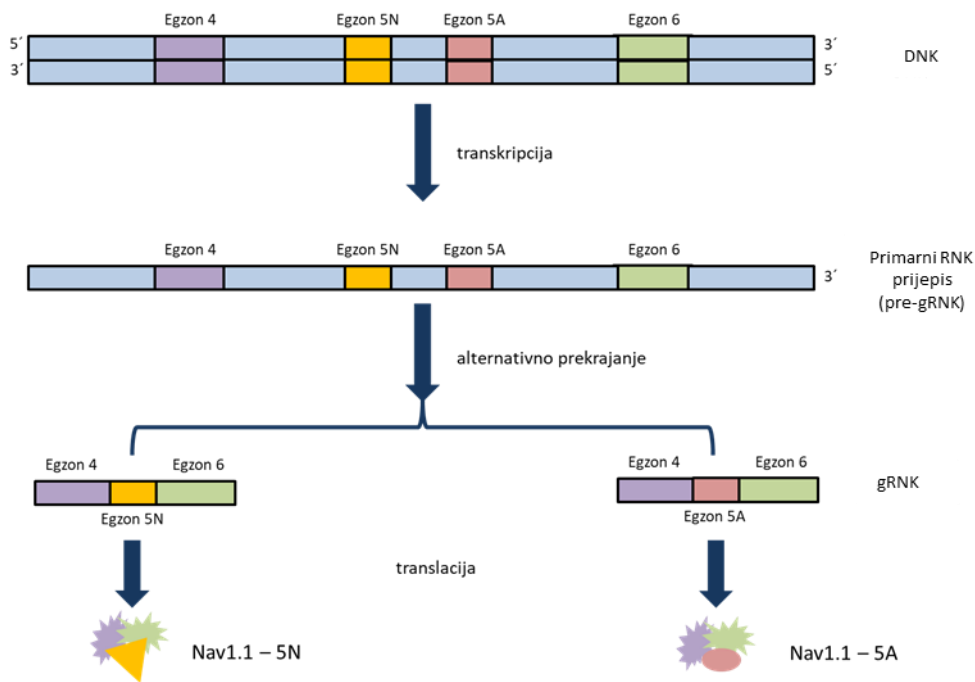 Egzon 4 Egzon 5N Egzon 5A Egzon 6
5´ 3´
3´ 5´
DNK
transkripcija
Egzon 4 Egzon 5N Egzon 5A Egzon 6
3´
Primarni RNK
prijepis
(pre-gRNK)
alternativno prekrajanje
Egzon 4 Egzon 6
Egzon 5N
Egzon 4 Egzon 6
Egzon 5A
gRNK
translacija
Nav1.1 – 5N
Nav1.1 – 5A